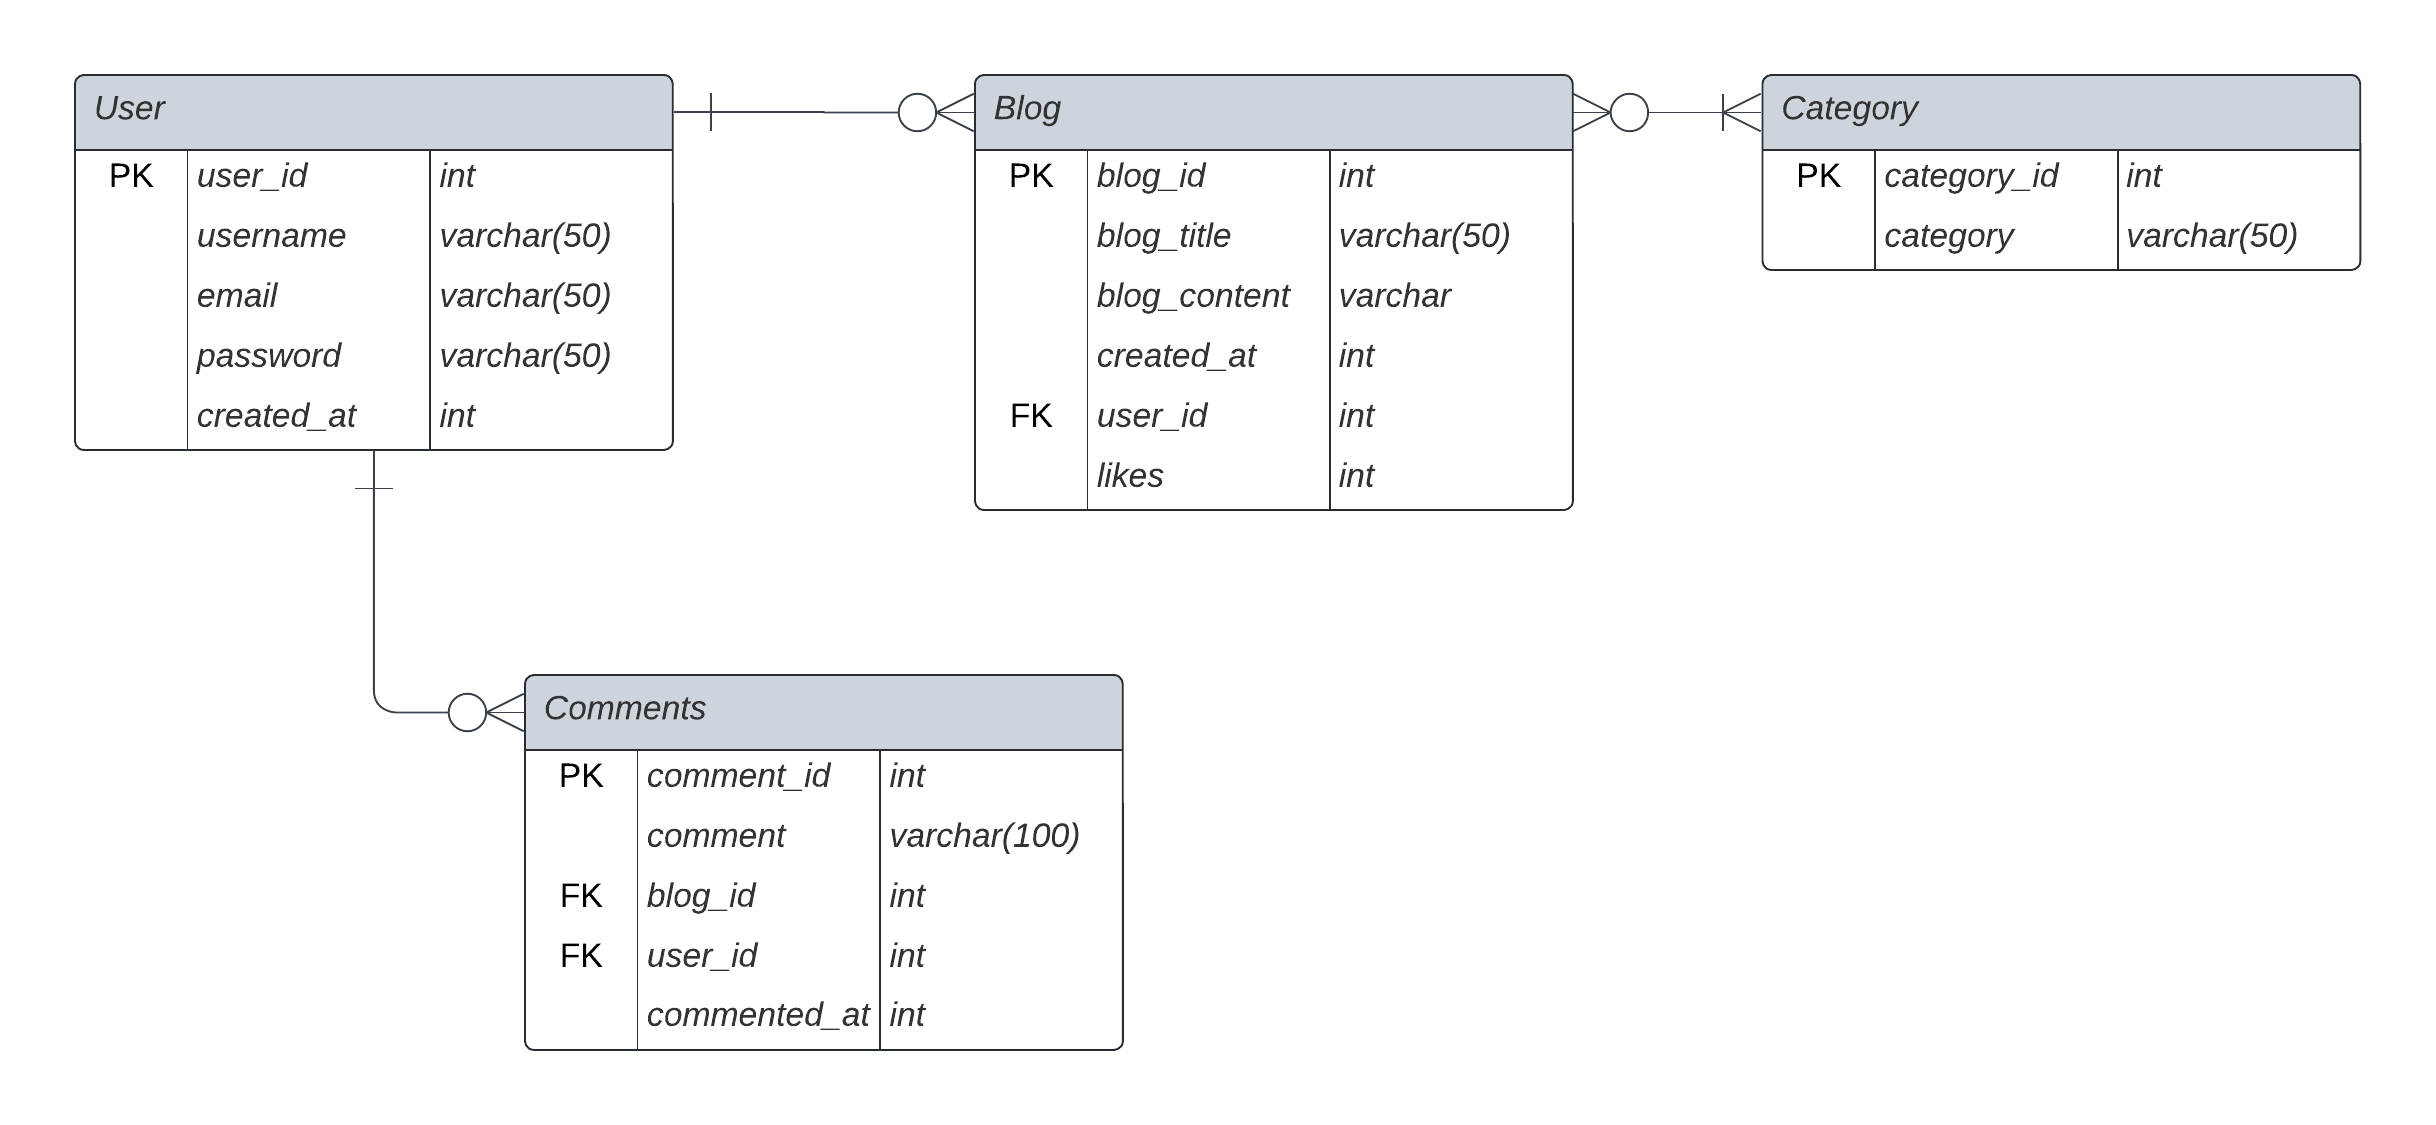 User
PK user_id int
username varchar(50)
email varchar(50)
password varchar(50)
created_at int
Blog
PK blog_id int
blog_title varchar(50)
blog_content varchar
created_at int
FK user_id int
likes int
Category
PK category_id int
category varchar(50)
Comments
PK comment_id int
comment varchar(100)
FK blog_id int
FK user_id int
commented_at int